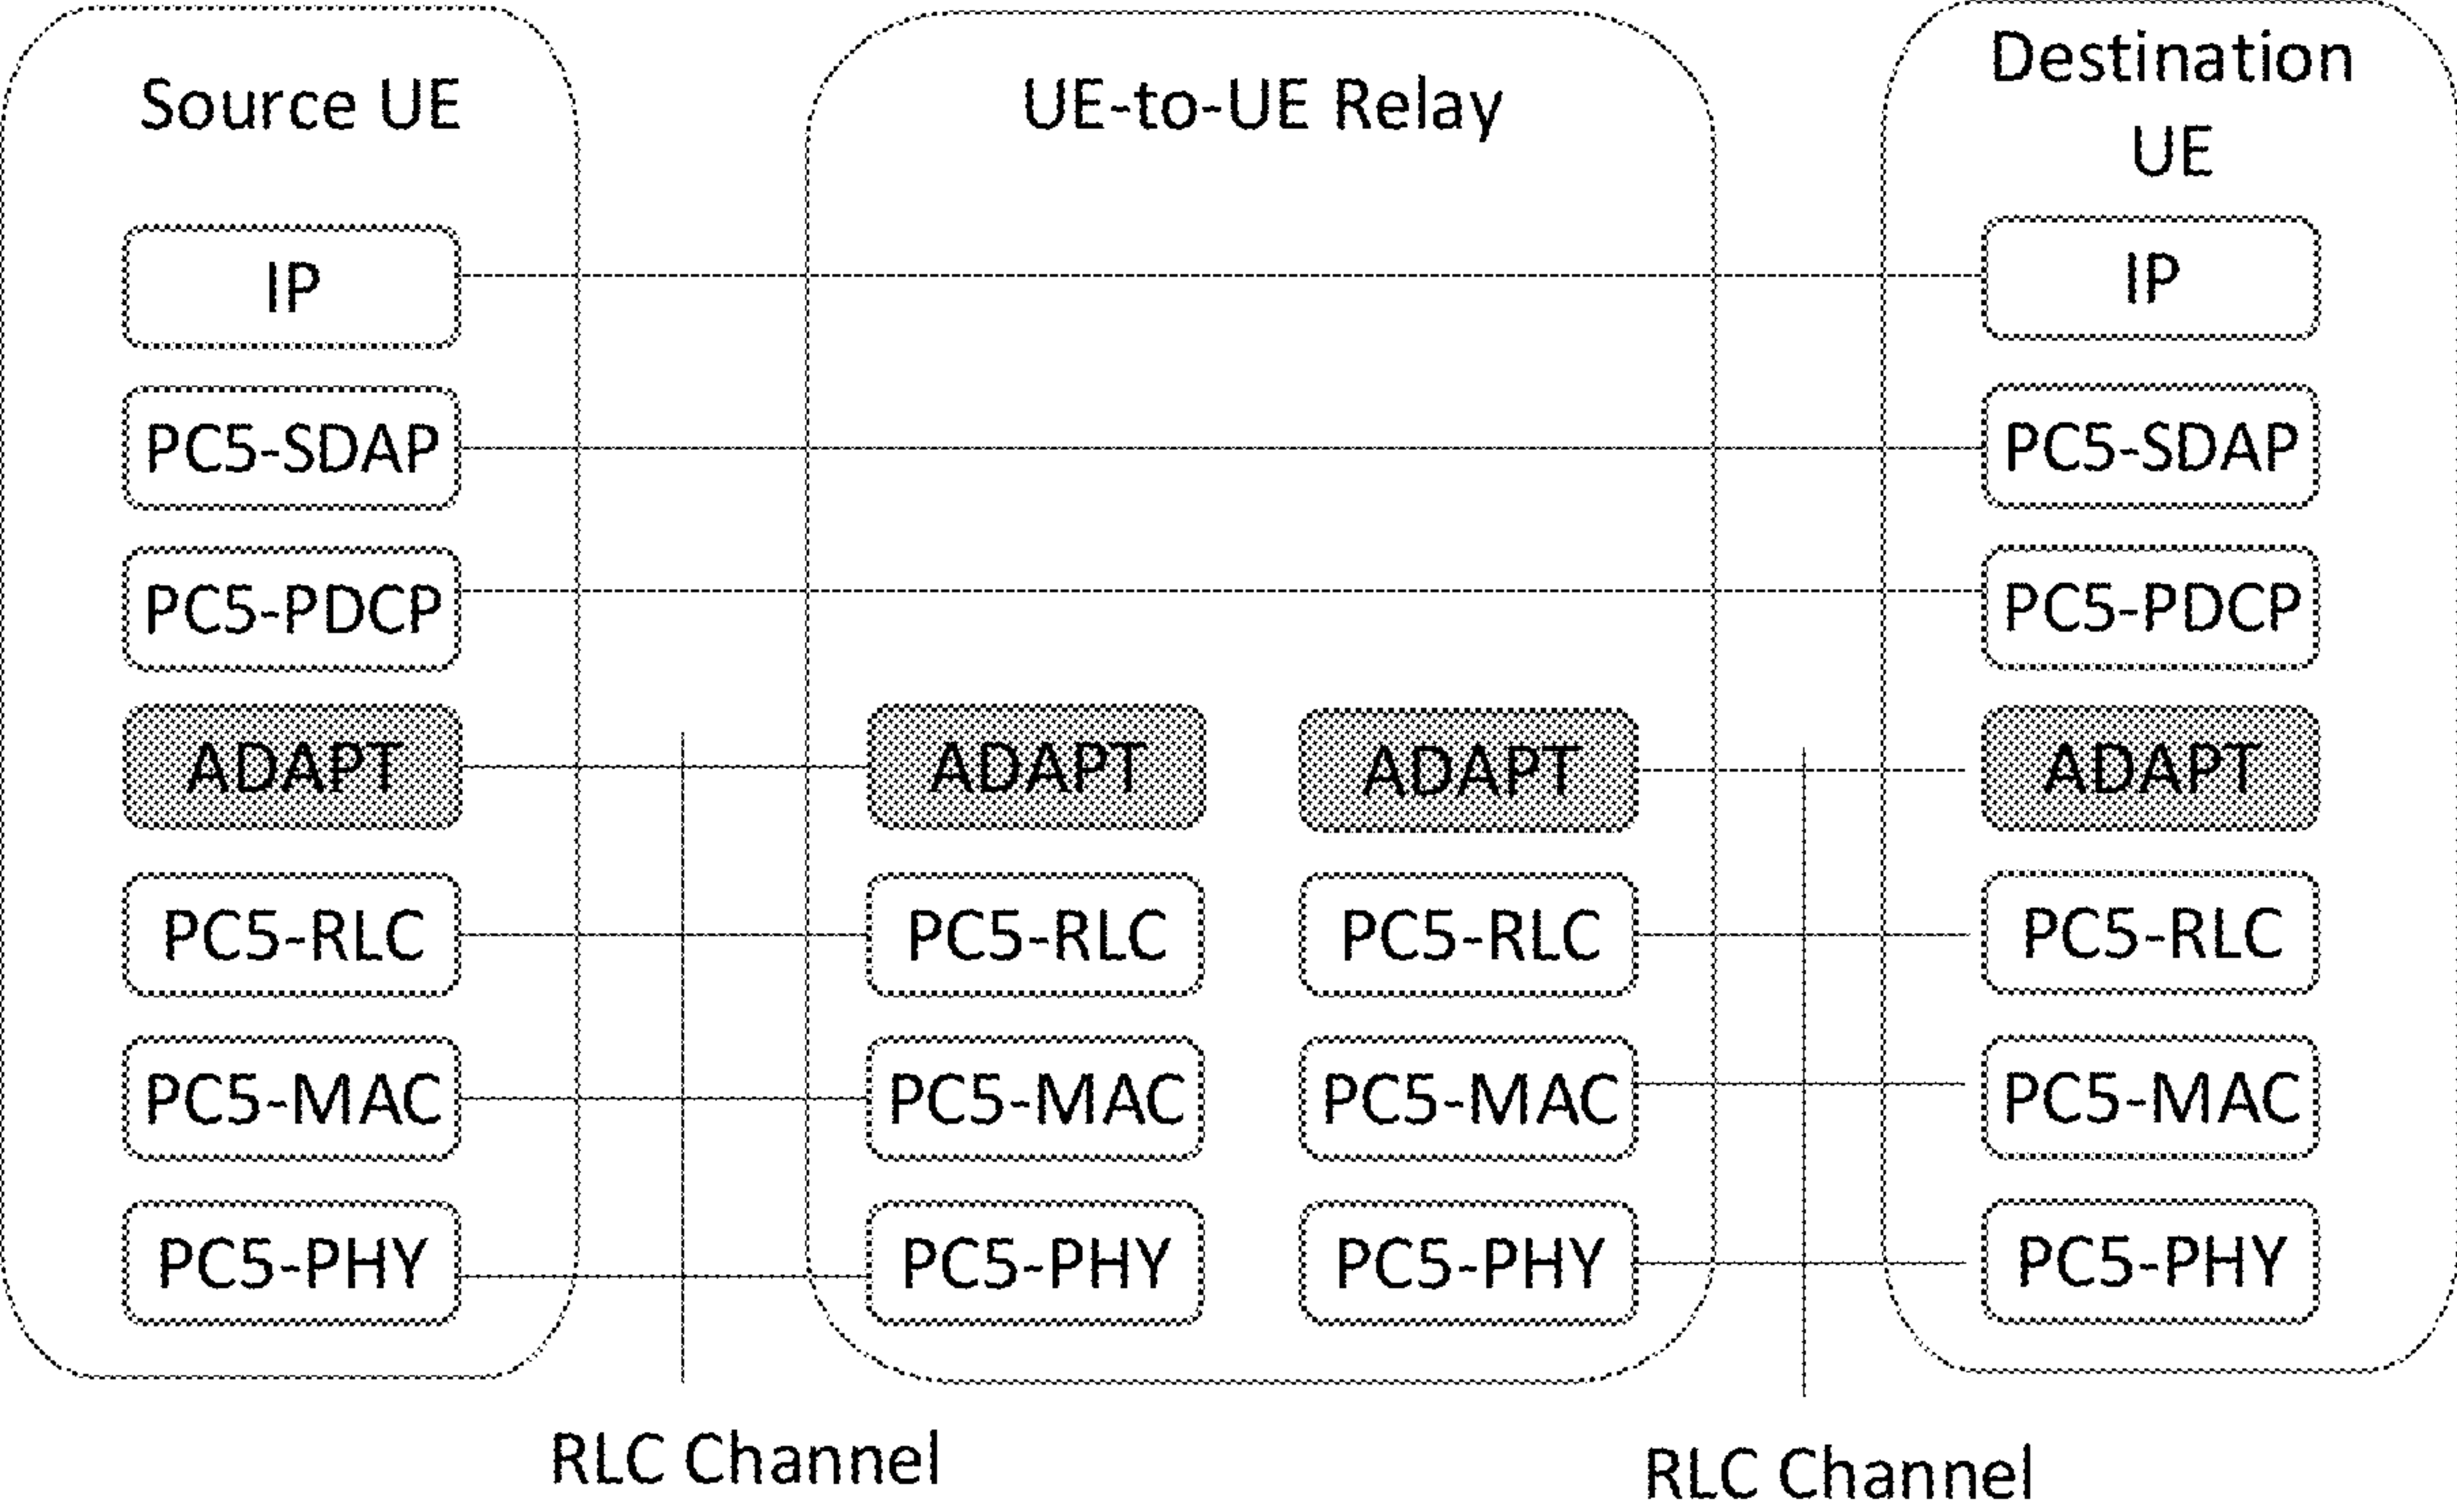 Source UE
UE-to-UE Relay
Destination
UE
IP
IP
PC5-SDAP
PC5-SDAP
PC5-PDCP
PC5-PDCP
ADAPT
ADAPT
ADAPT
ADAPT
PC5-RLC
PC5-RLC
PC5-RLC
PC5-RLC
PC5-MAC
PC5-MAC
PC5-MAC
PC5-MAC
PC5-PHY
PC5-PHY
PC5-PHY
PC5-PHY
RLC Channel
RLC Channel